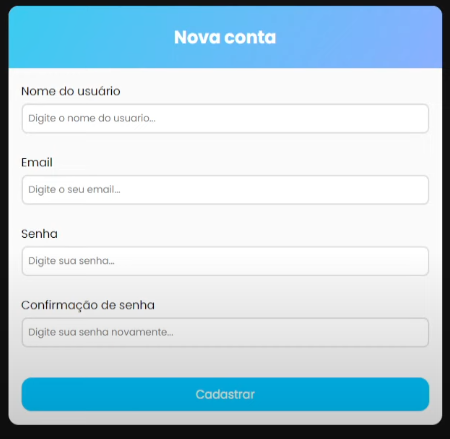 Nova conta
Nome do usuário
Digite o nome do usuario...
Email
Digite o seu email...
Senha
Digite sua senha...
Confirmação de senha
Digite sua senha novamente...
Cadastrar